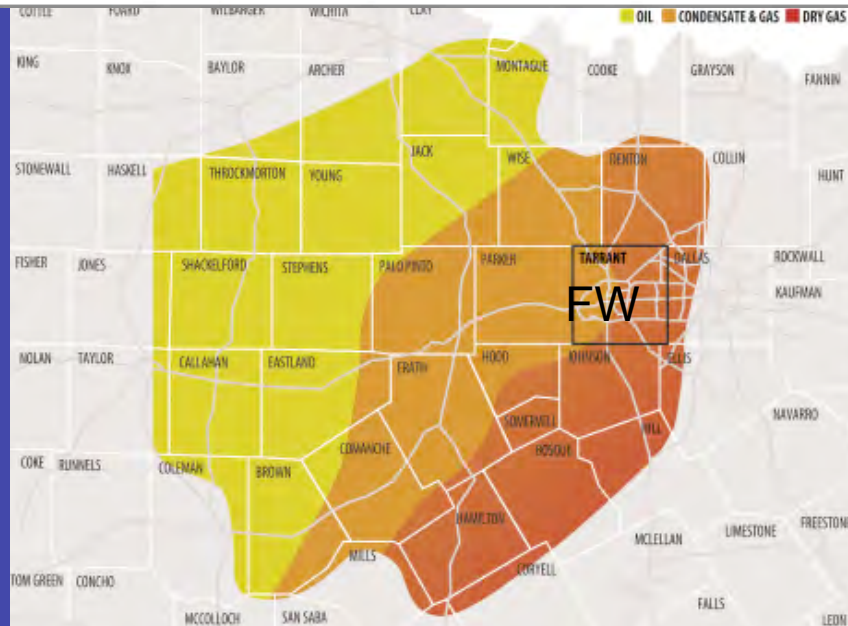 OIL CONDENSATE & GAS DRY GAS
COTTLE FOARD WILBARGER WICHITA CLAY
KING KNOX BAYLOR ARCHER MONTAGUE COOKE GRAYSON FANNIN
STONEWALL HASKELL THROCKMORTON YOUNG JACK WISE DENTON COLLIN HUNT
FISHER JONES SHACKELFORD STEPHENS PALO PINTO PARKER TARRANT DALLAS ROCKWALL
FW KAUFMAN
NOLAN TAYLOR CALLAHAN EASTLAND ERATH HOOD JOHNSON ELLIS
SOMERVELL HILL NAVARRO
COKE RUNNELS COLEMAN BROWN COMANCHE BOSQUE
HAMILTON MCLELLAN LIMESTONE FREESTONE
TOM GREEN CONCHO MILLS CORYELL
MCCOLLOCH SAN SABA FALLS LEON